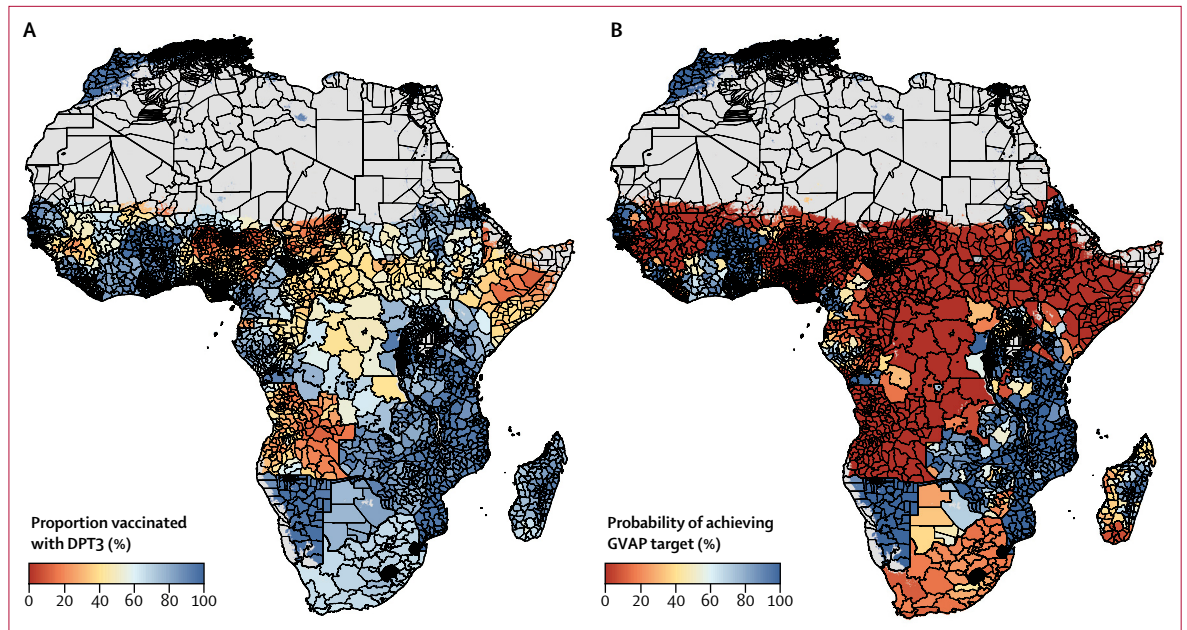 A
B
Proportion vaccinated
with DPT3 (%)
0 20 40 60 80 100
Probability of achieving
GVAP target (%)
0 20 40 60 80 100